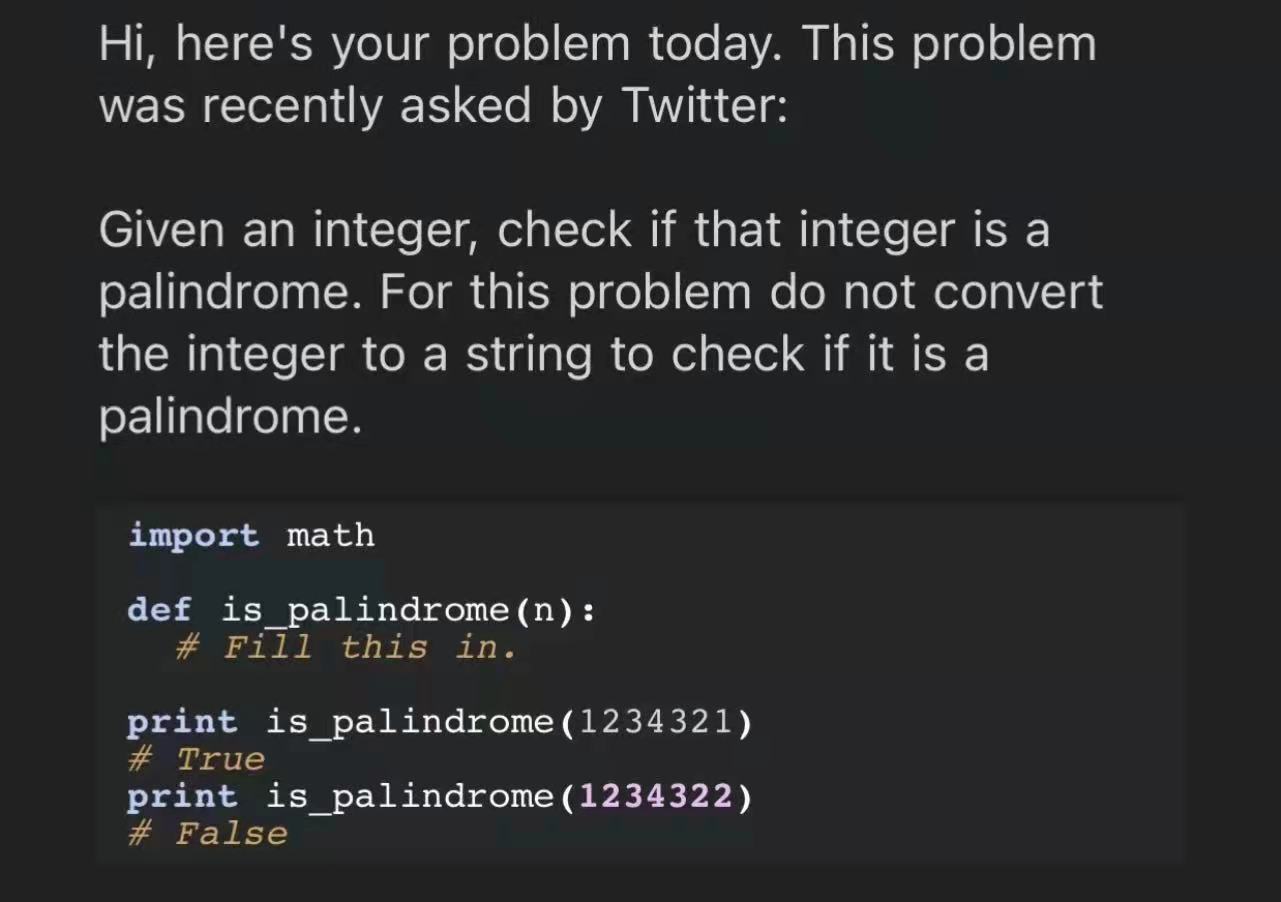 Hi, here's your problem today. This problem
was recently asked by Twitter:
Given an integer, check if that integer is a
palindrome. For this problem do not convert
the integer to a string to check if it is a
palindrome.
import math
def is_palindrome(n):
# Fill this in.
print is_palindrome(1234321)
# True
print is_palindrome(1234322)
# False